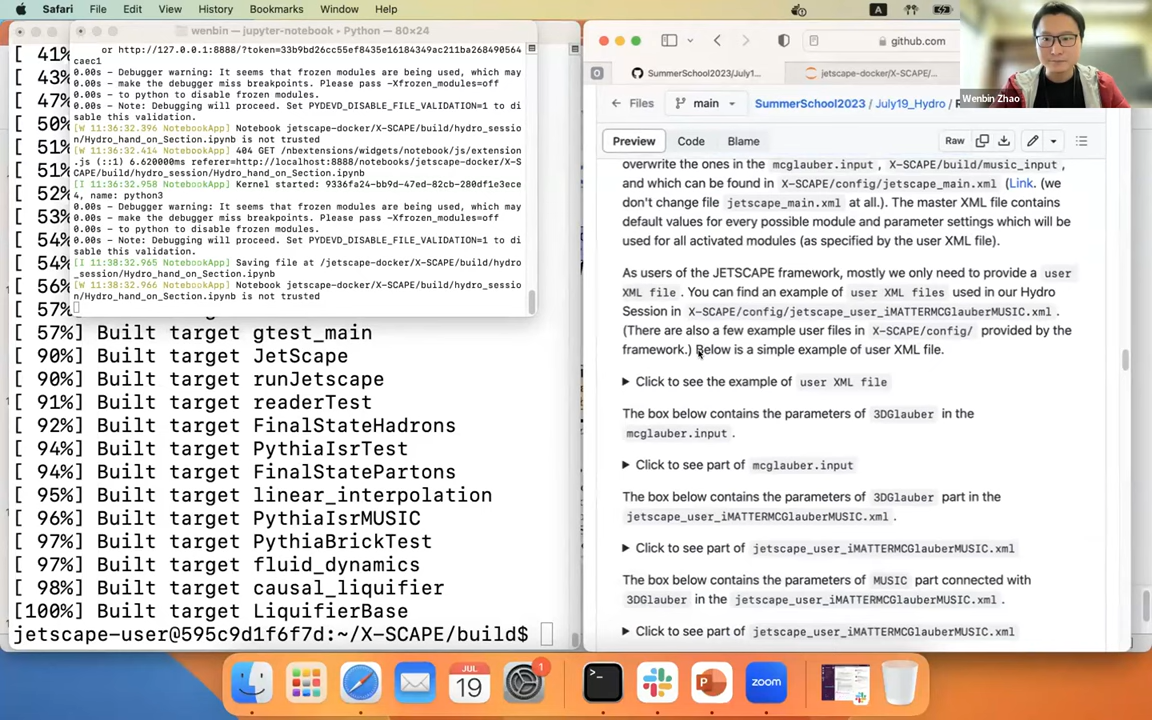 Safari File Edit View History Bookmarks Window Help A
wenbin — jupyter-notebook • Python — 80×24
or http://127.0.0.1:8888/?token=33b9bd26cc55ef8435e16184349ac211ba268490564
caec1
0.00s - Debugger warning: It seems that frozen modules are being used, which may
0.00s - make the debugger miss breakpoints. Please pass -Xfrozen_modules=off
0.00s - to python to disable frozen modules.
0.00s - Note: Debugging will proceed. Set PYDEVD_DISABLE_FILE_VALIDATION=1 to di
sable this validation.
[W 11:36:32.396 NotebookApp] Notebook jetscape-docker/X-SCAPE/build/hydro_sessio
n/Hydro_hand_on_Section.ipynb is not trusted
[W 11:36:32.414 NotebookApp] 404 GET /nbextensions/widgets/notebook/js/extension
.js (::1) 6.620000ms referer=http://localhost:8888/notebooks/jetscape-docker/X-S
CAPE/build/hydro_session/Hydro_hand_on_Section.ipynb
[I 11:36:32.958 NotebookApp] Kernel started: 9336fa24-bb9d-47ed-82cb-280df1e3ece
4, name: python3
0.00s - Debugger warning: It seems that frozen modules are being used, which may
0.00s - make the debugger miss breakpoints. Please pass -Xfrozen_modules=off
0.00s - to python to disable frozen modules.
0.00s - Note: Debugging will proceed. Set PYDEVD_DISABLE_FILE_VALIDATION=1 to di
sable this validation.
[I 11:38:32.965 NotebookApp] Saving file at /jetscape-docker/X-SCAPE/build/hydro
_session/Hydro_hand_on_Section.ipynb
[W 11:38:32.966 NotebookApp] Notebook jetscape-docker/X-SCAPE/build/hydro_sessio
n/Hydro_hand_on_Section.ipynb is not trusted
[ 41%
[ 43%
[ 47%
[ 50%
[ 51%
[ 51%
[ 52%
[ 53%
[ 54%
[ 54%
[ 56%
[ 57%
[ 57%] Built target gtest_main
[ 90%] Built target JetScape
[ 90%] Built target runJetscape
[ 91%] Built target readerTest
[ 92%] Built target FinalStateHadrons
[ 94%] Built target PythiaIsrTest
[ 94%] Built target FinalStatePartons
[ 95%] Built target linear_interpolation
[ 96%] Built target PythiaIsrMUSIC
[ 97%] Built target PythiaBrickTest
[ 97%] Built target fluid_dynamics
[ 98%] Built target causal_liquifier
[100%] Built target LiquifierBase
jetscape-user@595c9d1f6f7d:~/X-SCAPE/build$
github.com
SummerSchool2023/July1... jetscape-docker/X-SCAPE/...
Files main SummerSchool2023 / July19_Hydro /
Preview Code Blame Raw
overwrite the ones in the mcglauber.input , X-SCAPE/build/music_input ,
and which can be found in X-SCAPE/config/jetscape_main.xml (Link. (we
don't change file jetscape_main.xml at all.). The master XML file contains
default values for every possible module and parameter settings which will be
used for all activated modules (as specified by the user XML file).
As users of the JETSCAPE framework, mostly we only need to provide a user
XML file . You can find an example of user XML files used in our Hydro
Session in X-SCAPE/config/jetscape_user_iMATTERMCGlauberMUSIC.xml .
(There are also a few example user files in X-SCAPE/config/ provided by the
framework.) Below is a simple example of user XML file.
Click to see the example of user XML file
The box below contains the parameters of 3DGlauber in the
mcglauber.input .
Click to see part of mcglauber.input
The box below contains the parameters of 3DGlauber part in the
jetscape_user_iMATTERMCGlauberMUSIC.xml .
Click to see part of jetscape_user_iMATTERMCGlauberMUSIC.xml
The box below contains the parameters of MUSIC part connected with
3DGlauber in the jetscape_user_iMATTERMCGlauberMUSIC.xml .
Click to see part of jetscape_user_iMATTERMCGlauberMUSIC.xml
Wenbin Zhao
JUL
19
1
zoom